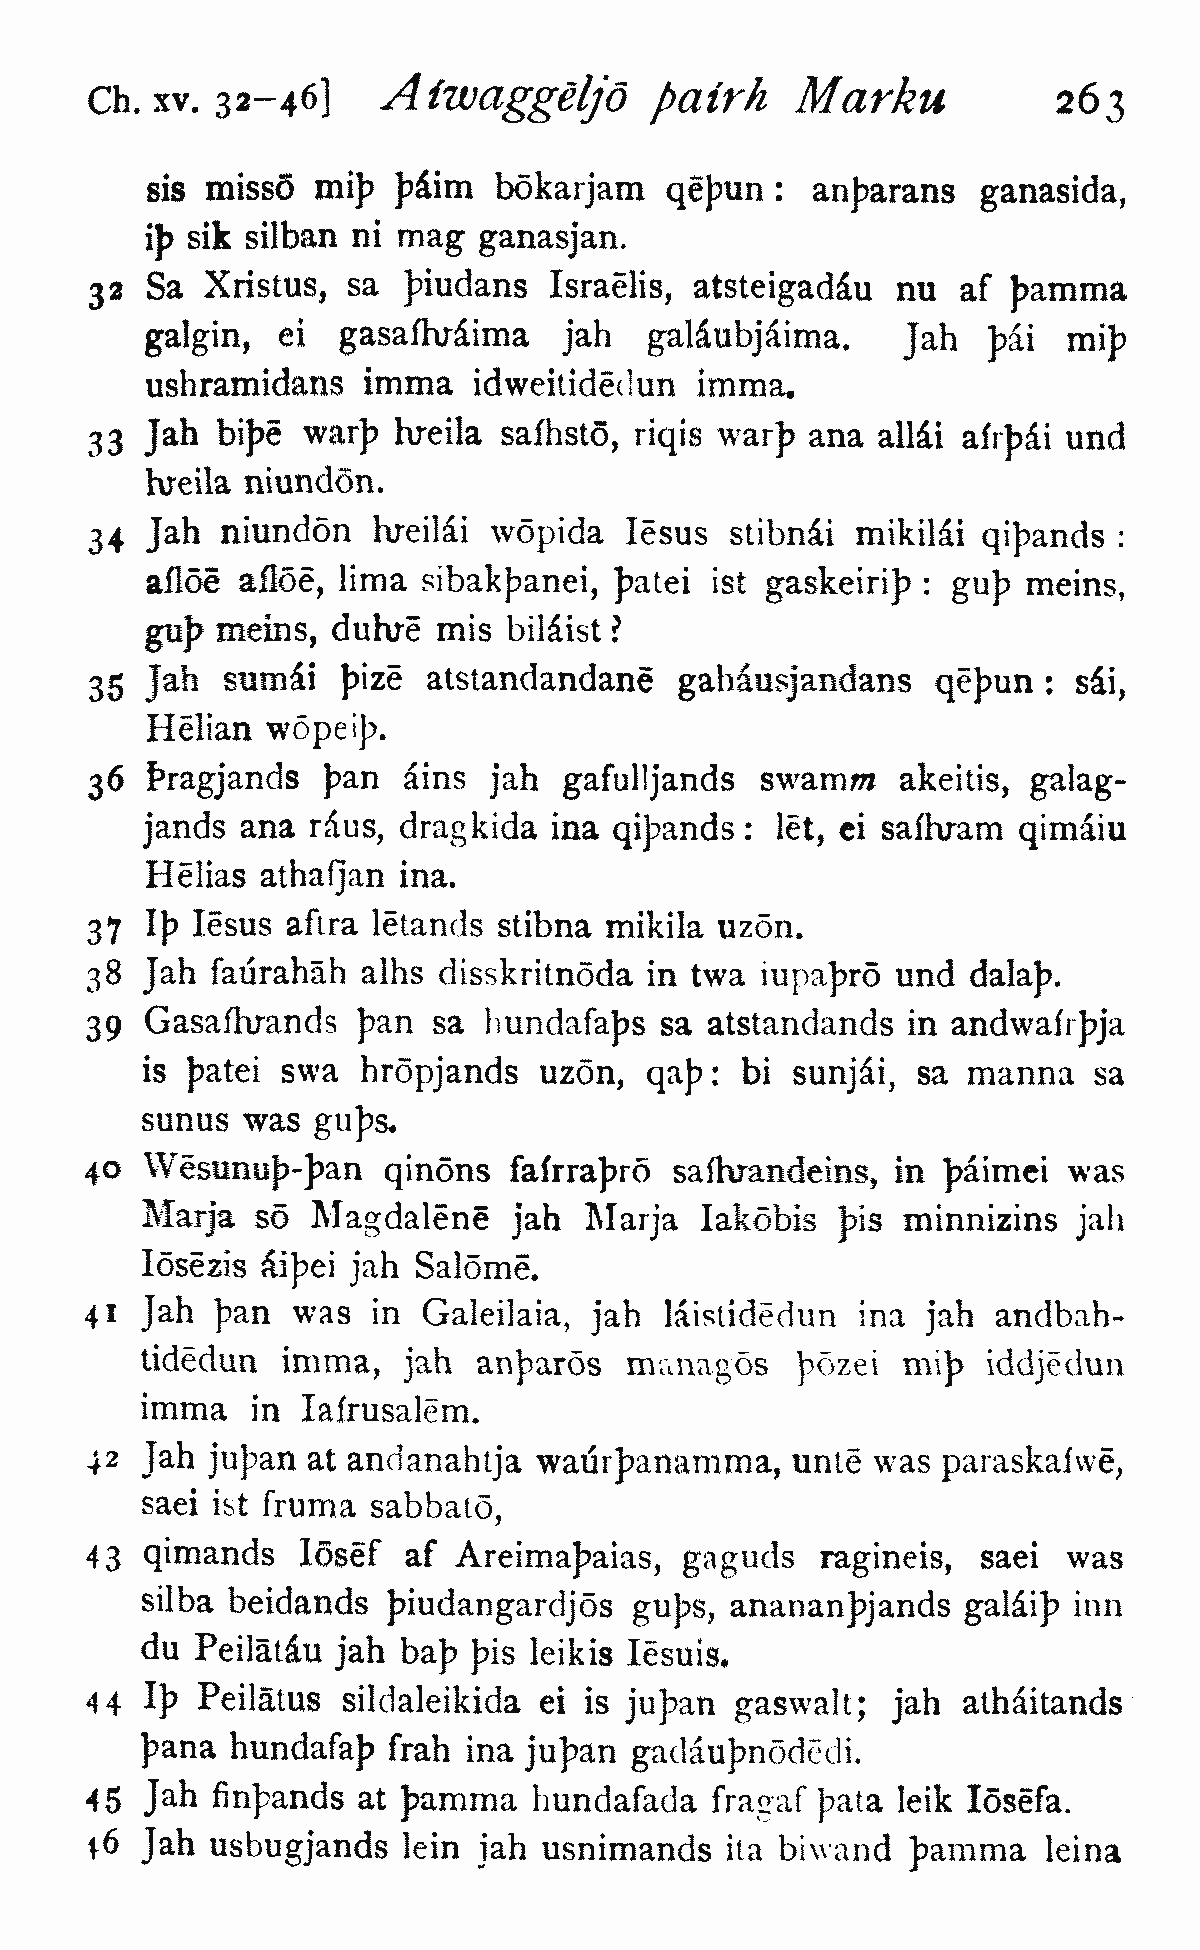 Ch. xv. 32–46] Aíwaggēljō þaírh Marku 263
sis missō miþ þáim bōkarjam qēþun : anþarans ganasida,
iþ sik silban ni mag ganasjan.
32 Sa Xristus, sa þiudans Israēlis, atsteigadáu nu af þamma
galgin, ei gasaíƕáima jah galáubjáima. Jah þái miþ
ushramidans imma idweitidēdun imma.
33 Jah biþē warþ ƕeila saíhstō, riqis warþ ana allái aírþái und
ƕeila niundōn.
34 Jah niundōn ƕeilái wōpida Iēsus stibnái mikilái qiþands :
aílōē aílōē, lima sibakþanei, þatei ist gaskeiriþ : guþ meins,
guþ meins, duƕē mis biláist ?
35 Jah sumái þizē atstandandanē gaháusjandans qēþun : sái,
Hēlian wōpeiþ.
36 Þragjands þan áins jah gafulljands swamm akeitis, galag-
jands ana ráus, dragkida ina qiþands : lēt, ei saíƕam qimáiu
Hēlias athafjan ina.
37 Iþ Iēsus aftra lētands stibna mikila uzōn.
38 Jah faúrahāh alhs disskritnōda in twa iupaþrō und dalaþ.
39 Gasaíƕands þan sa hundafaþs sa atstandands in andwaírþja
is þatei swa hrōpjands uzōn, qaþ : bi sunjái, sa manna sa
sunus was guþs.
40 Wēsunuþ-þan qinōns faírraþrō saíƕandeins, in þáimei was
Marja sō Magdalēnē jah Marja Iakōbis þis minnizins jah
Iōsēzis áiþei jah Salōmē.
41 Jah þan was in Galeilaia, jah láistidēdun ina jah andbah-
tidēdun imma, jah anþarōs managōs þōzei miþ iddjēdun
imma in Iaírusalēm.
42 Jah juþan at andanahtja waúrþanamma, untē was paraskaíwē,
saei ist fruma sabbatō,
43 qimands Iōsēf af Areimaþaias, gaguds ragineis, saei was
silba beidands þiudangardjōs guþs, anananþjands galáiþ inn
du Peilātáu jah baþ þis leikis Iēsuis.
44 Iþ Peilātus sildaleikida ei is juþan gaswalt; jah atháitands
þana hundafaþ frah ina juþan gadáuþnōdēdi.
45 Jah finþands at þamma hundafada fragaf þata leik Iōsēfa.
46 Jah usbugjands lein jah usnimands ita biwand þamma leina